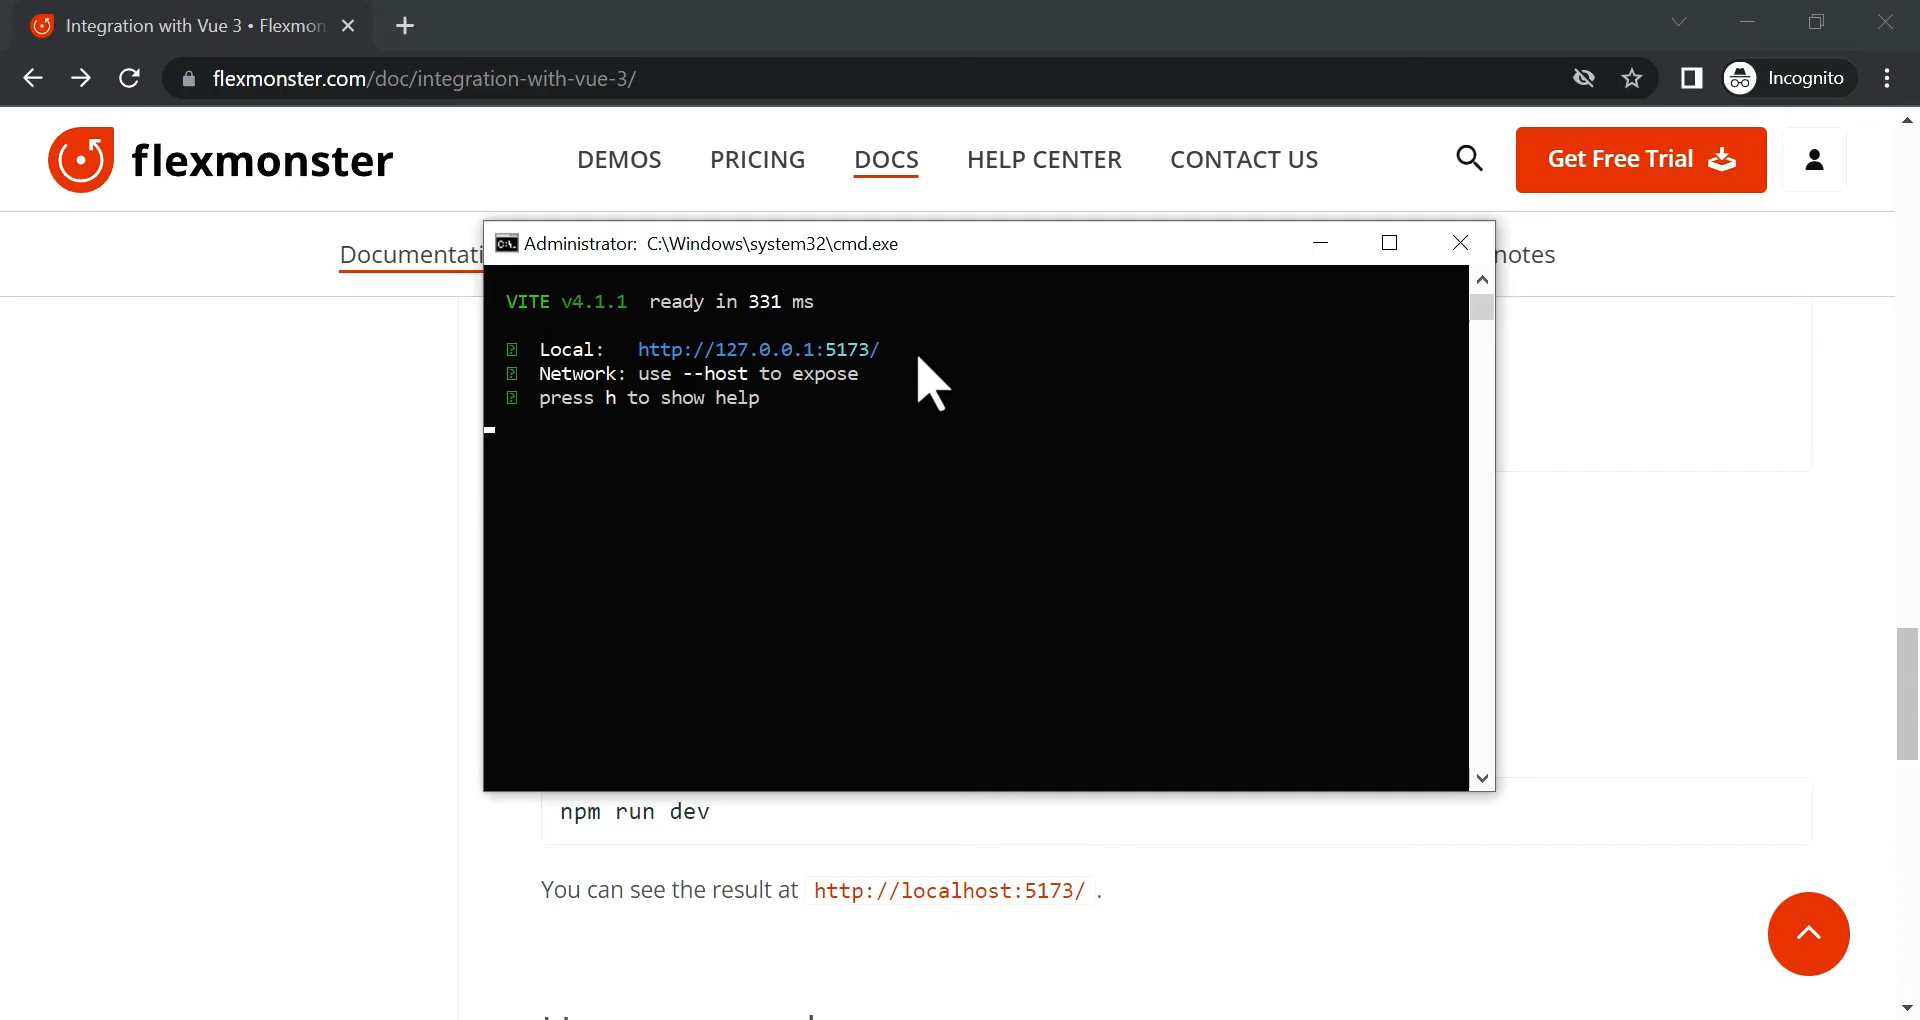 Integration with Vue 3 • Flexmon
flexmonster.com/doc/integration-with-vue-3/
Incognito
flexmonster
DEMOS
PRICING
DOCS
HELP CENTER
CONTACT US
Get Free Trial
Documentati
notes
Administrator: C:\Windows\system32\cmd.exe
VITE v4.1.1 ready in 331 ms
Local: http://127.0.0.1:5173/
Network: use --host to expose
press h to show help
npm run dev
You can see the result at http://localhost:5173/ .